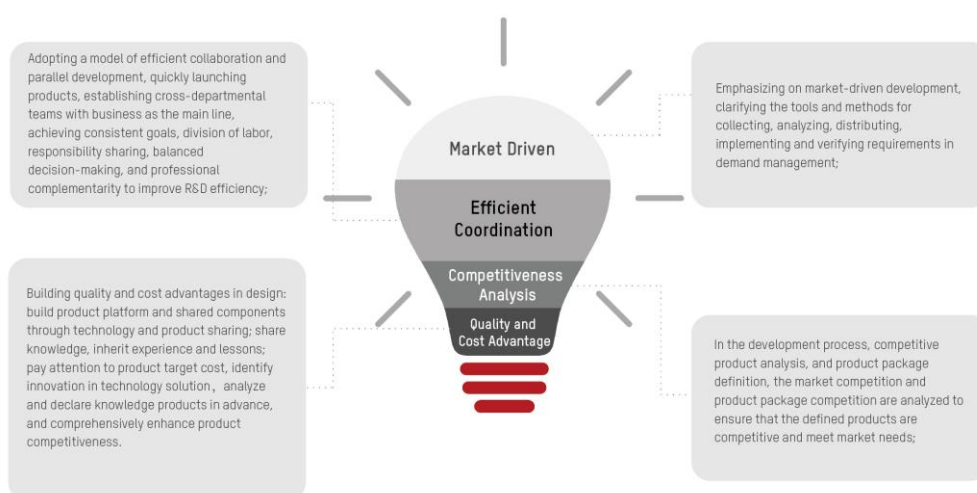 Adopting a model of efficient collaboration and
parallel development, quickly launching
products, establishing cross-departmental
teams with business as the main line,
achieving consistent goals, division of labor,
responsibility sharing, balanced
decision-making, and professional
complementarity to improve R&D efficiency;
Emphasizing on market-driven development,
clarifying the tools and methods for
collecting, analyzing, distributing,
implementing and verifying requirements in
demand management;
Market Driven
Efficient
Coordination
Competitiveness
Analysis
Quality and
Cost Advantage
Building quality and cost advantages in design:
build product platform and shared components
through technology and product sharing; share
knowledge, inherit experience and lessons;
pay attention to product target cost, identify
innovation in technology solution、analyze
and declare knowledge products in advance,
and comprehensively enhance product
competitiveness.
In the development process, competitive
product analysis, and product package
definition, the market competition and
product package competition are analyzed to
ensure that the defined products are
competitive and meet market needs;